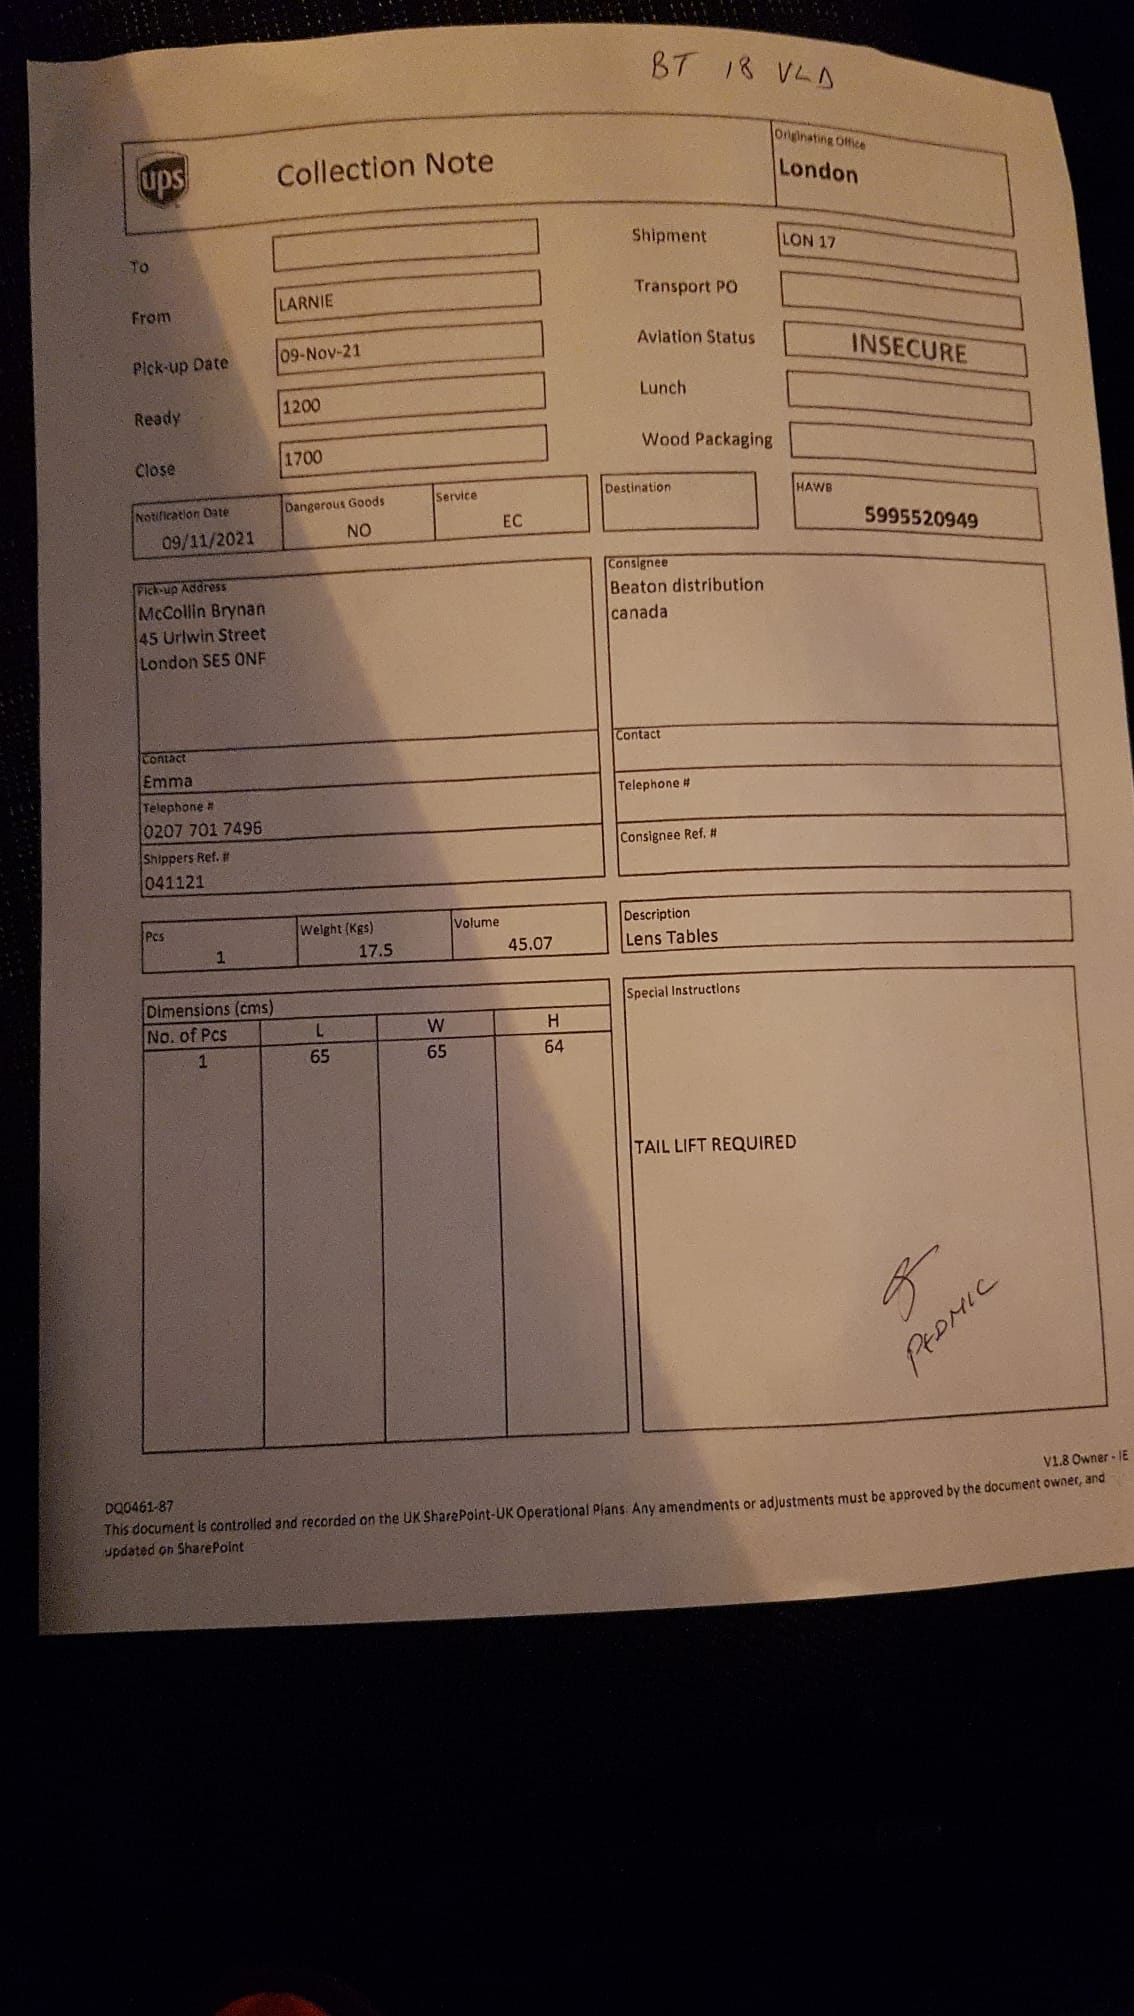 BT 18 VLD
ups
Collection Note
Originating Office
London
To
From
LARNIE
Pick-up Date
09-Nov-21
Ready
1200
Close
1700
Shipment
LON 17
Transport PO
Aviation Status
INSECURE
Lunch
Wood Packaging
Notification Date
09/11/2021
Dangerous Goods
NO
Service
EC
Destination
HAWB
5995520949
Pick-up Address
McCollin Brynan
45 Urlwin Street
London SE5 0NF
Contact
Emma
Telephone #
0207 701 7496
Shippers Ref. #
041121
Consignee
Beaton distribution
canada
Contact
Telephone #
Consignee Ref. #
Pcs
1
Weight (Kgs)
17.5
Volume
45.07
Description
Lens Tables
Dimensions (cms)
No. of Pcs L W H
1 65 65 64
Special Instructions
TAIL LIFT REQUIRED
V1.8 Owner - IE
DQ0461-87
This document is controlled and recorded on the UK SharePoint-UK Operational Plans. Any amendments or adjustments must be approved by the document owner, and
updated on SharePoint